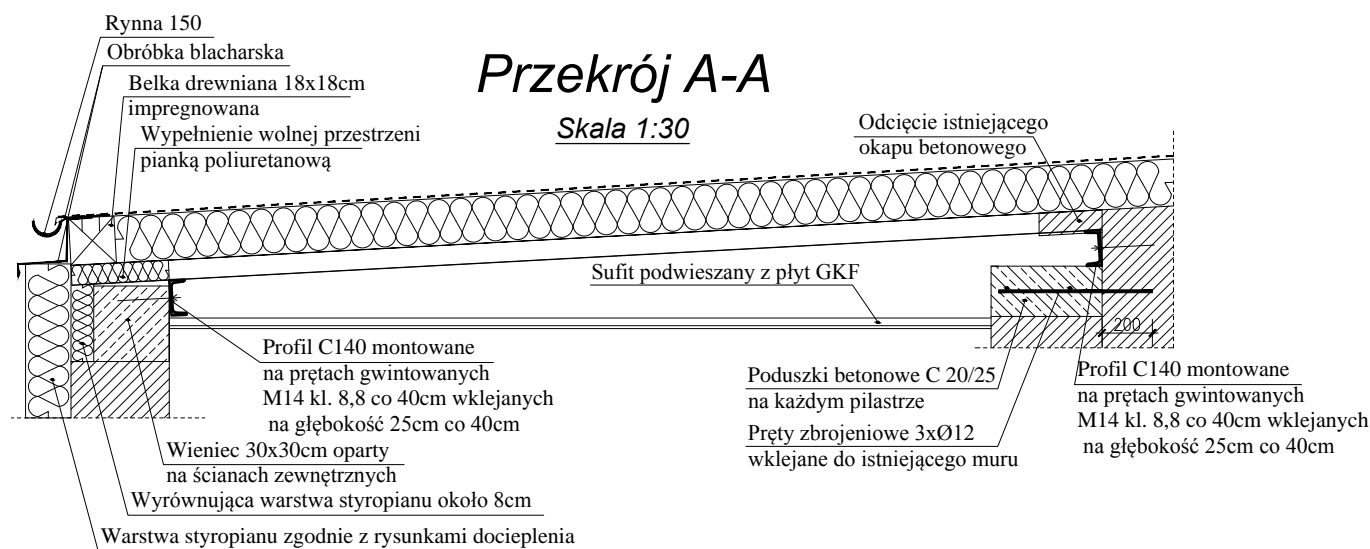 Rynna 150
Obróbka blacharska
Belka drewniana 18x18cm
impregnowana
Wypełnienie wolnej przestrzeni
pianką poliuretanową
Przekrój A-A
Skala 1:30
Odcięcie istniejącego
okapu betonowego
Sufit podwieszany z płyt GKF
200
Profil C140 montowane
na prętach gwintowanych
M14 kl. 8,8 co 40cm wklejanych
na głębokość 25cm co 40cm
Wieniec 30x30cm oparty
na ścianach zewnętrznych
Wyrównująca warstwa styropianu około 8cm
Warstwa styropianu zgodnie z rysunkami docieplenia
Poduszki betonowe C 20/25
na każdym pilastrze
Pręty zbrojeniowe 3xØ12
wklejane do istniejącego muru
Profil C140 montowane
na prętach gwintowanych
M14 kl. 8,8 co 40cm wklejanych
na głębokość 25cm co 40cm